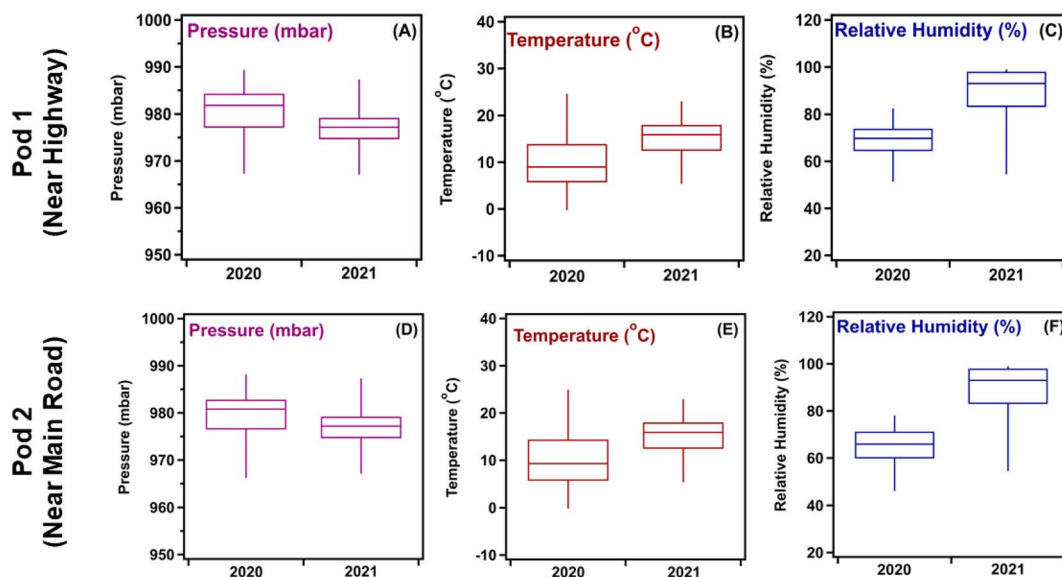 Pod 1
(Near Highway)
Pressure (mbar)
(A)
Pressure (mbar)
1000
990
980
970
960
950
2020
2021
Temperature (°C)
(B)
Temperature (°C)
40
30
20
10
0
-10
2020
2021
Relative Humidity (%)
(C)
Relative Humidity (%)
120
100
80
60
40
20
2020
2021
Pod 2
(Near Main Road)
Pressure (mbar)
(D)
Pressure (mbar)
1000
990
980
970
960
950
2020
2021
Temperature (°C)
(E)
Temperature (°C)
40
30
20
10
0
-10
2020
2021
Relative Humidity (%)
(F)
Relative Humidity (%)
120
100
80
60
40
20
2020
2021